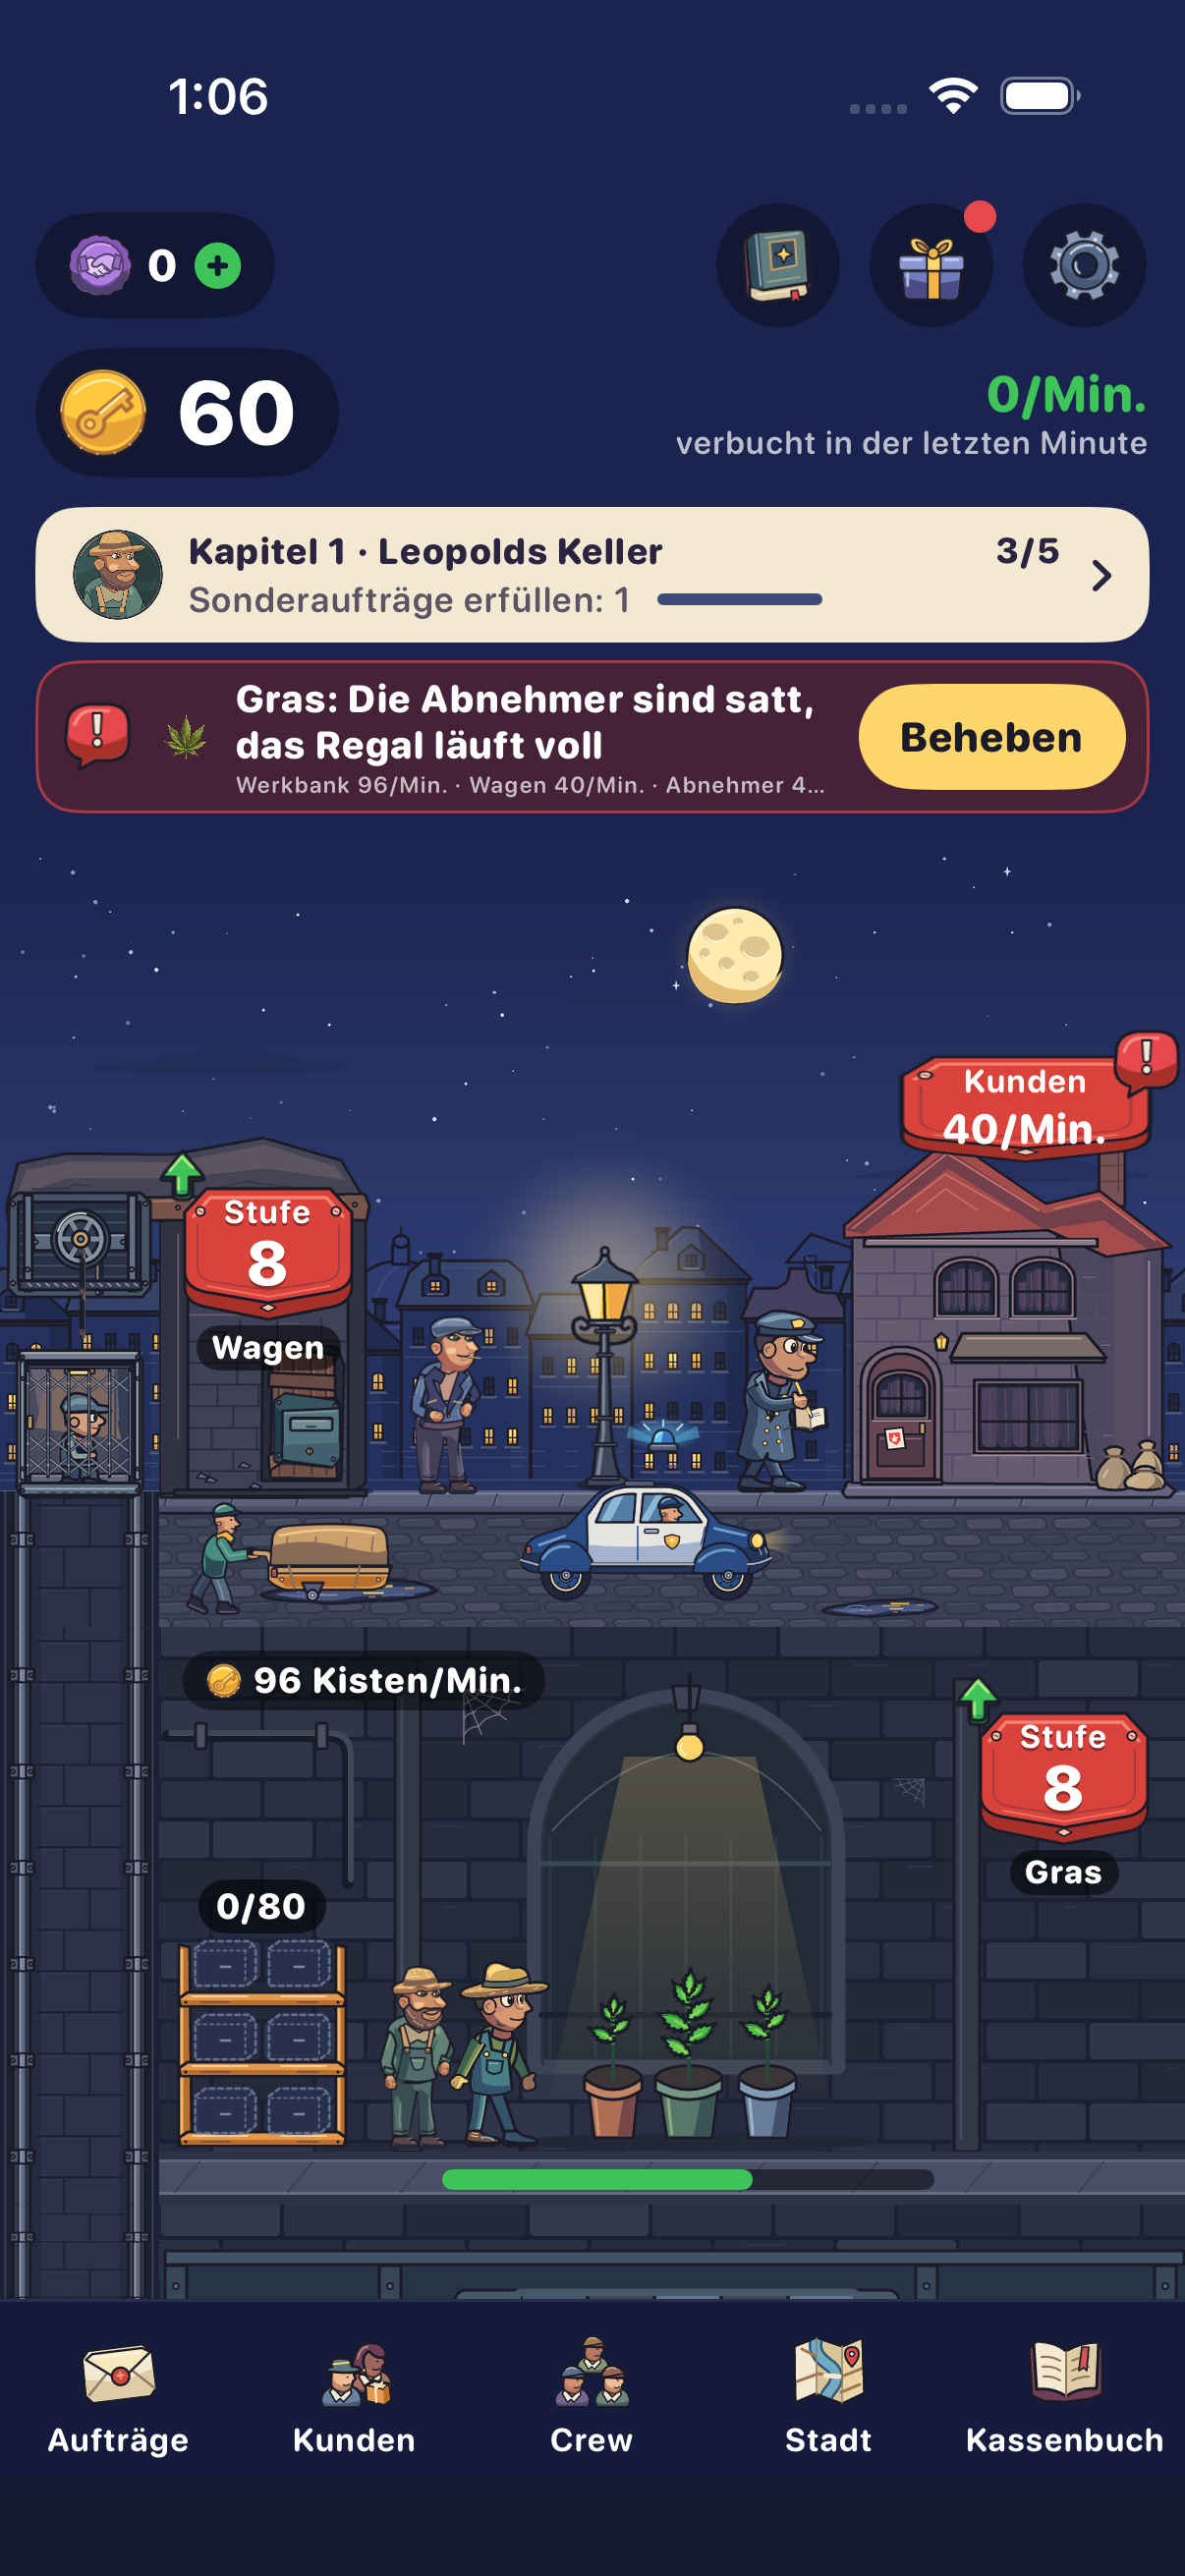 1:06
0
60
0/Min.
verbucht in der letzten Minute
Kapitel 1 · Leopolds Keller
3/5
Sonderaufträge erfüllen: 1
Gras: Die Abnehmer sind satt,
das Regal läuft voll
Werkbank 96/Min. · Wagen 40/Min. · Abnehmer 4…
Beheben
Kunden
40/Min.
Stufe
8
Wagen
96 Kisten/Min.
Stufe
8
Gras
0/80
Aufträge
Kunden
Crew
Stadt
Kassenbuch